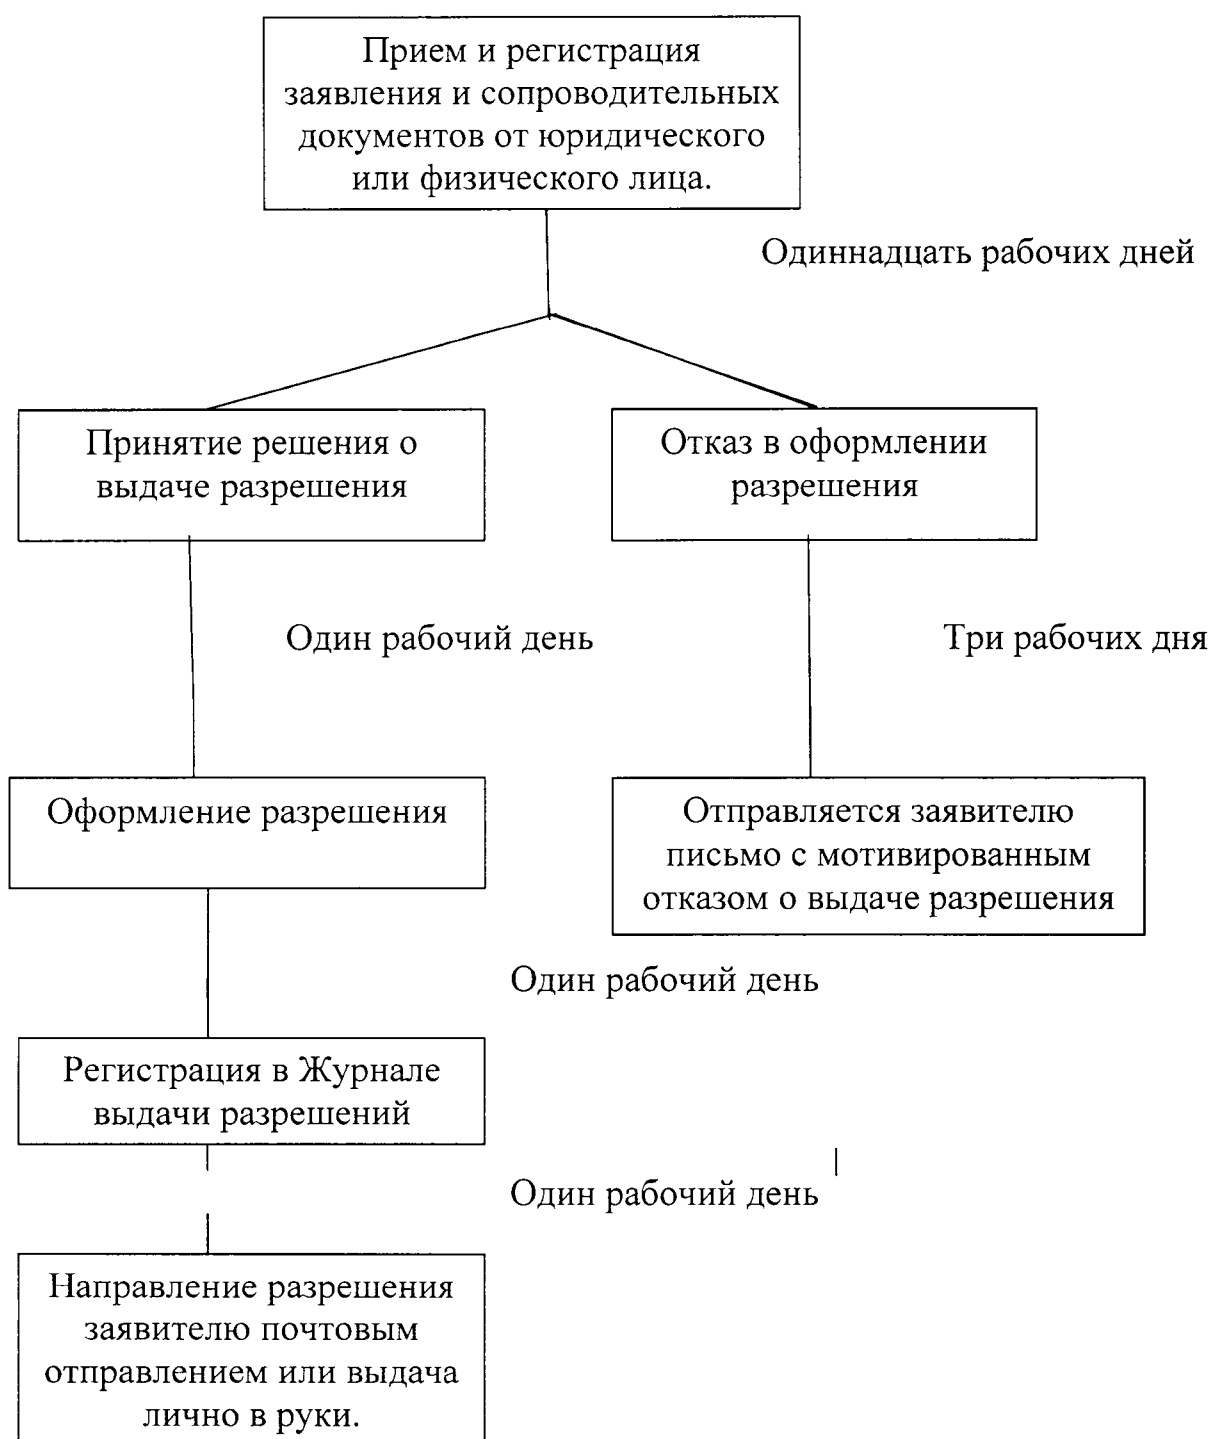 Прием и регистрация
заявления и сопроводительных
документов от юридического
или физического лица.
Одиннадцать рабочих дней
Принятие решения о
выдаче разрешения
Отказ в оформлении
разрешения
Один рабочий день
Три рабочих дня
Оформление разрешения
Отправляется заявителю
письмо с мотивированным
отказом о выдаче разрешения
Один рабочий день
Регистрация в Журнале
выдачи разрешений
Один рабочий день
Направление разрешения
заявителю почтовым
отправлением или выдача
лично в руки.